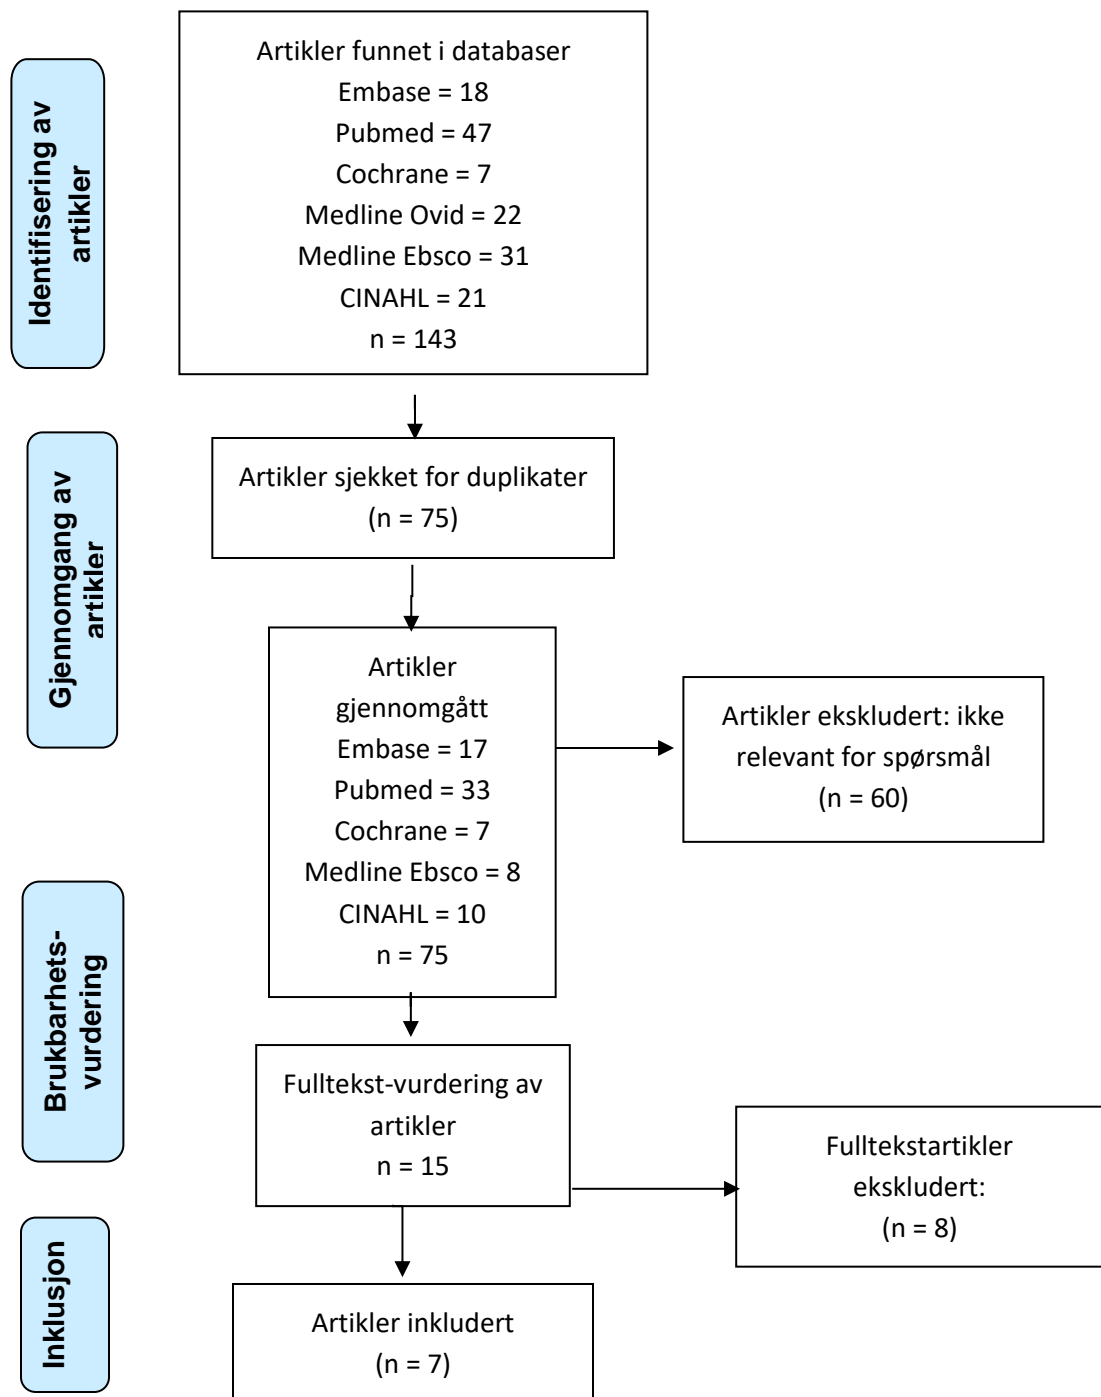 Identifisering av
artikler
Artikler funnet i databaser
Embase = 18
Pubmed = 47
Cochrane = 7
Medline Ovid = 22
Medline Ebsco = 31
CINAHL = 21
n = 143
Gjennomgang av
artikler
Artikler sjekket for duplikater
(n = 75)
Artikler
gjennomgått
Embase = 17
Pubmed = 33
Cochrane = 7
Medline Ebsco = 8
CINAHL = 10
n = 75
Artikler ekskludert: ikke
relevant for spørsmål
(n = 60)
Brukbarhets-
vurdering
Fulltekst-vurdering av
artikler
n = 15
Fulltekstartikler
ekskludert:
(n = 8)
Inklusjon
Artikler inkludert
(n = 7)